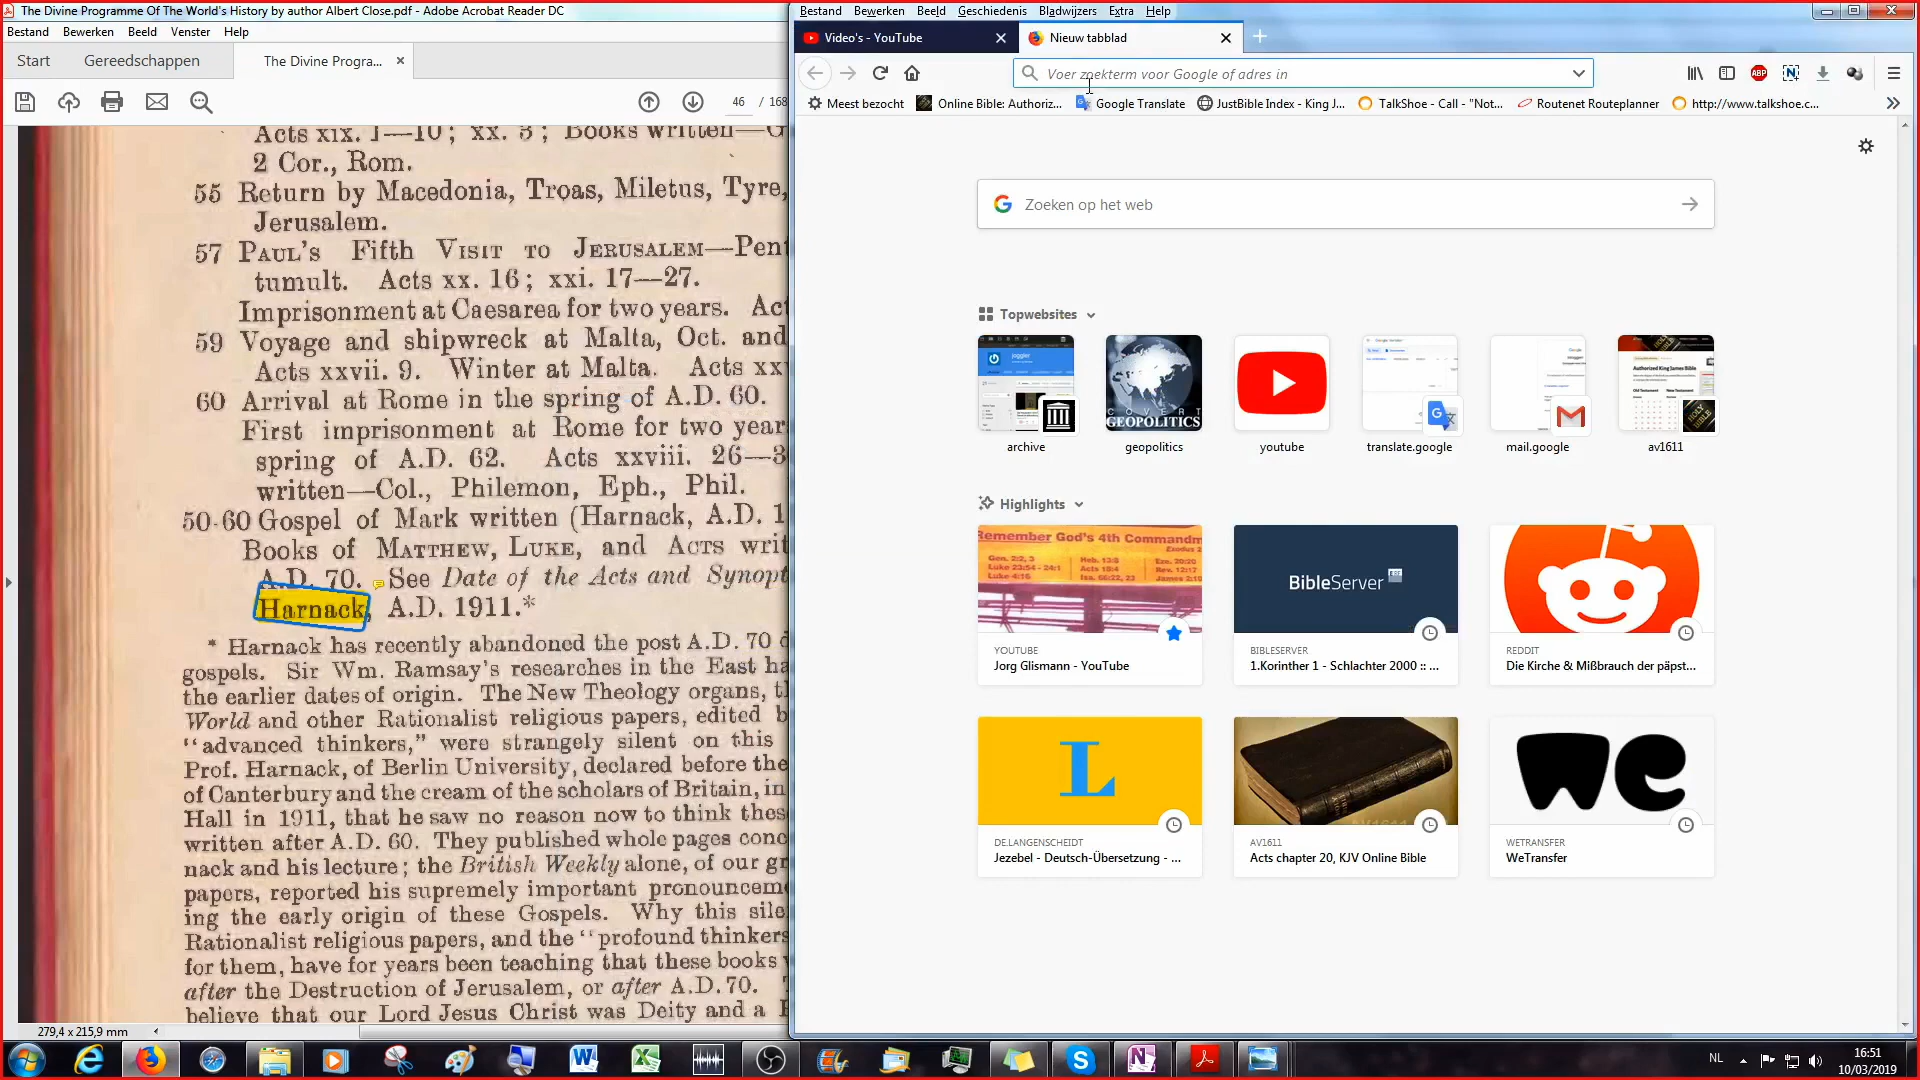 The Divine Programme Of The World's History by author Albert Close.pdf - Adobe Acrobat Reader DC
Bestand Bewerken Beeld Venster Help
Start Gereedschappen The Divine Progra...
46 / 168
Acts xix. 1—10; xx. 3; Books written—G
2 Cor., Rom.
55 Return by Macedonia, Troas, Miletus, Tyre,
Jerusalem.
57 PAUL'S FIFTH VISIT TO JERUSALEM—Pent
tumult. Acts xx. 16; xxi. 17—27.
Imprisonment at Caesarea for two years. Act
59 Voyage and shipwreck at Malta, Oct. and
Acts xxvii. 9. Winter at Malta. Acts xxv
60 Arrival at Rome in the spring of A.D. 60.
First imprisonment at Rome for two year
spring of A.D. 62. Acts xxviii. 26—3
written—Col., Philemon, Eph., Phil.
50-60 Gospel of Mark written (Harnack, A.D. 1
Books of MATTHEW, LUKE, and ACTS writ
A.D. 70. See Date of the Acts and Synopt
Harnack, A.D. 1911.*
* Harnack has recently abandoned the post A.D. 70 d
gospels. Sir Wm. Ramsay's researches in the East ha
the earlier dates of origin. The New Theology organs, th
World and other Rationalist religious papers, edited b
“advanced thinkers,” were strangely silent on this
Prof. Harnack, of Berlin University, declared before the
of Canterbury and the cream of the scholars of Britain, in
Hall in 1911, that he saw no reason now to think thes
written after A.D. 60. They published whole pages conc
nack and his lecture; the British Weekly alone, of our gr
papers, reported his supremely important pronounceme
ing the early origin of these Gospels. Why this sile
Rationalist religious papers, and the “profound thinkers
for them, have for years been teaching that these books
after the Destruction of Jerusalem, or after A.D. 70.
believe that our Lord Jesus Christ was Deity and a
279,4 x 215,9 mm
Bestand Bewerken Beeld Geschiedenis Bladwijzers Extra Help
Video's - YouTube Nieuw tabblad
Voer zoekterm voor Google of adres in
ABP
Meest bezocht Online Bible: Authoriz... Google Translate JustBible Index - King J... TalkShoe - Call - "Not... Routenet Routeplanner http://www.talkshoe.c...
Zoeken op het web
Topwebsites
COVERT
GEOPOLITICS
Authorized King James Bible
archive geopolitics youtube translate.google mail.google av1611
Highlights
Remember God's 4th Commandm
BibleServer
YOUTUBE
Jorg Glismann - YouTube
BIBLESERVER
1.Korinther 1 - Schlachter 2000 :: ...
REDDIT
Die Kirche & Mißbrauch der päpst...
L
We
DE.LANGENSCHEIDT
Jezebel - Deutsch-Übersetzung - ...
AV1611
Acts chapter 20, KJV Online Bible
WETRANSFER
WeTransfer
NL
16:51
10/03/2019